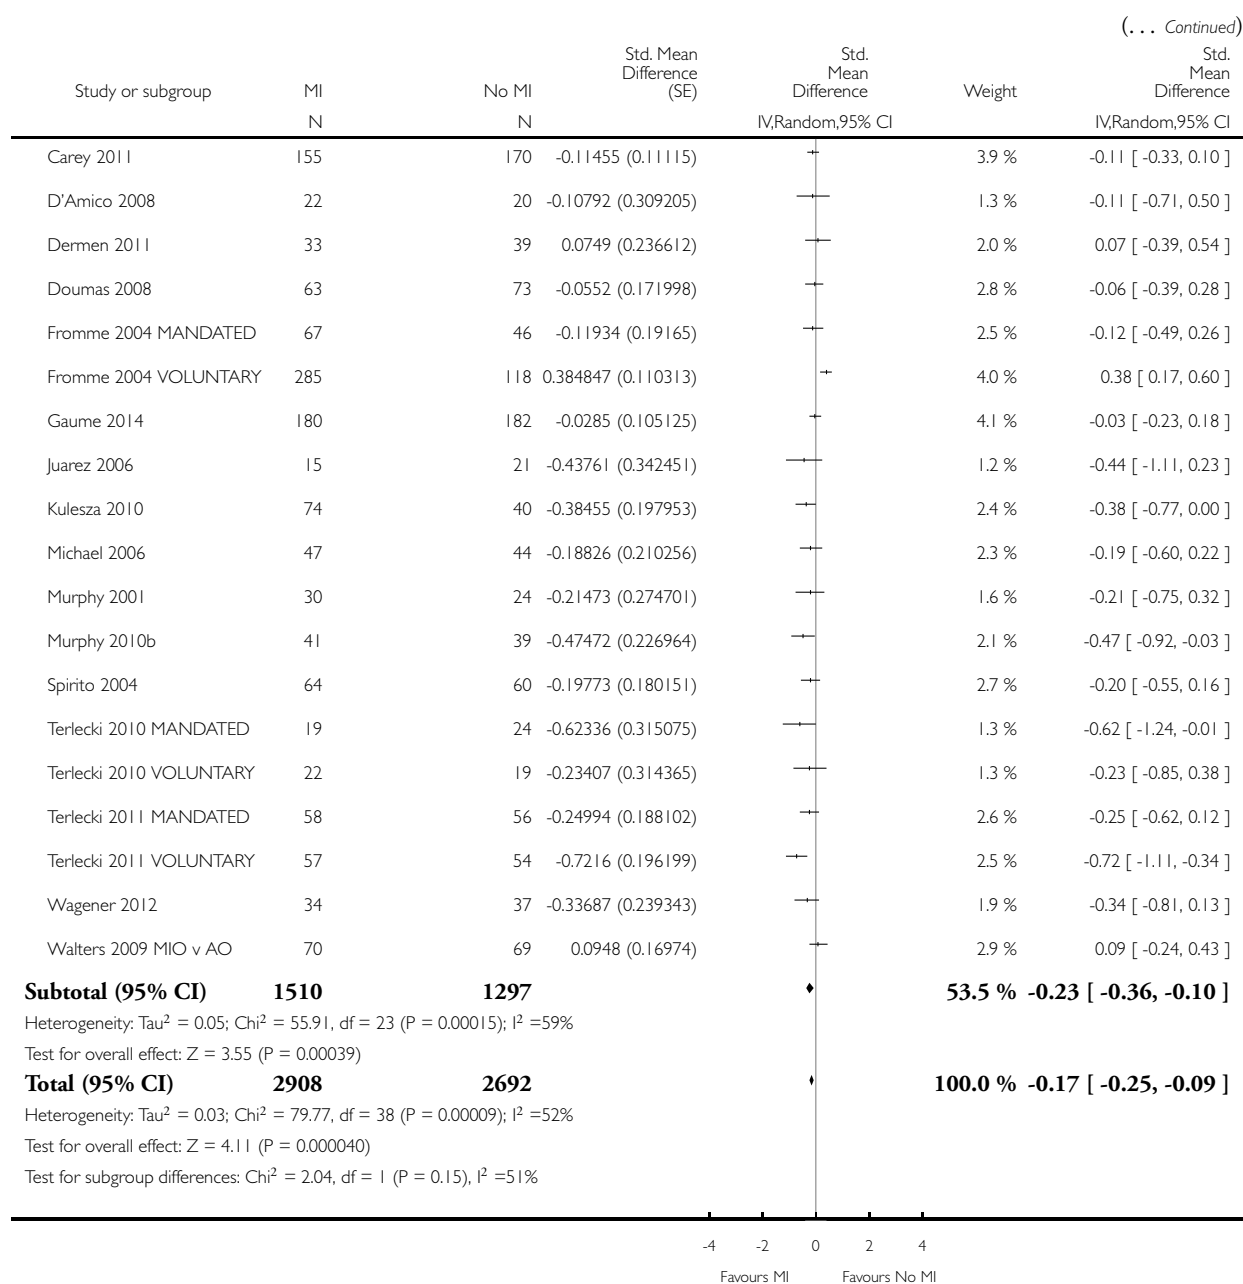 (... Continued)
Study or subgroup MI No MI Std. Mean Difference (SE) Std. Mean Difference Weight Std. Mean Difference
N N IV,Random,95% CI IV,Random,95% CI
Carey 2011 155 170 -0.11455 (0.11115) 3.9 % -0.11 [ -0.33, 0.10 ]
D'Amico 2008 22 20 -0.10792 (0.309205) 1.3 % -0.11 [ -0.71, 0.50 ]
Dermen 2011 33 39 0.0749 (0.236612) 2.0 % 0.07 [ -0.39, 0.54 ]
Doumas 2008 63 73 -0.0552 (0.171998) 2.8 % -0.06 [ -0.39, 0.28 ]
Fromme 2004 MANDATED 67 46 -0.11934 (0.19165) 2.5 % -0.12 [ -0.49, 0.26 ]
Fromme 2004 VOLUNTARY 285 118 0.384847 (0.110313) 4.0 % 0.38 [ 0.17, 0.60 ]
Gaume 2014 180 182 -0.0285 (0.105125) 4.1 % -0.03 [ -0.23, 0.18 ]
Juarez 2006 15 21 -0.43761 (0.342451) 1.2 % -0.44 [ -1.11, 0.23 ]
Kulesza 2010 74 40 -0.38455 (0.197953) 2.4 % -0.38 [ -0.77, 0.00 ]
Michael 2006 47 44 -0.18826 (0.210256) 2.3 % -0.19 [ -0.60, 0.22 ]
Murphy 2001 30 24 -0.21473 (0.274701) 1.6 % -0.21 [ -0.75, 0.32 ]
Murphy 2010b 41 39 -0.47472 (0.226964) 2.1 % -0.47 [ -0.92, -0.03 ]
Spirito 2004 64 60 -0.19773 (0.180151) 2.7 % -0.20 [ -0.55, 0.16 ]
Terlecki 2010 MANDATED 19 24 -0.62336 (0.315075) 1.3 % -0.62 [ -1.24, -0.01 ]
Terlecki 2010 VOLUNTARY 22 19 -0.23407 (0.314365) 1.3 % -0.23 [ -0.85, 0.38 ]
Terlecki 2011 MANDATED 58 56 -0.24994 (0.188102) 2.6 % -0.25 [ -0.62, 0.12 ]
Terlecki 2011 VOLUNTARY 57 54 -0.7216 (0.196199) 2.5 % -0.72 [ -1.11, -0.34 ]
Wagener 2012 34 37 -0.33687 (0.239343) 1.9 % -0.34 [ -0.81, 0.13 ]
Walters 2009 MIO v AO 70 69 0.0948 (0.16974) 2.9 % 0.09 [ -0.24, 0.43 ]
Subtotal (95% CI) 1510 1297 53.5 % -0.23 [ -0.36, -0.10 ]
Heterogeneity: Tau² = 0.05; Chi² = 55.91, df = 23 (P = 0.00015); I² =59%
Test for overall effect: Z = 3.55 (P = 0.00039)
Total (95% CI) 2908 2692 100.0 % -0.17 [ -0.25, -0.09 ]
Heterogeneity: Tau² = 0.03; Chi² = 79.77, df = 38 (P = 0.00009); I² =52%
Test for overall effect: Z = 4.11 (P = 0.000040)
Test for subgroup differences: Chi² = 2.04, df = 1 (P = 0.15), I² =51%
-4 -2 0 2 4
Favours MI Favours No MI